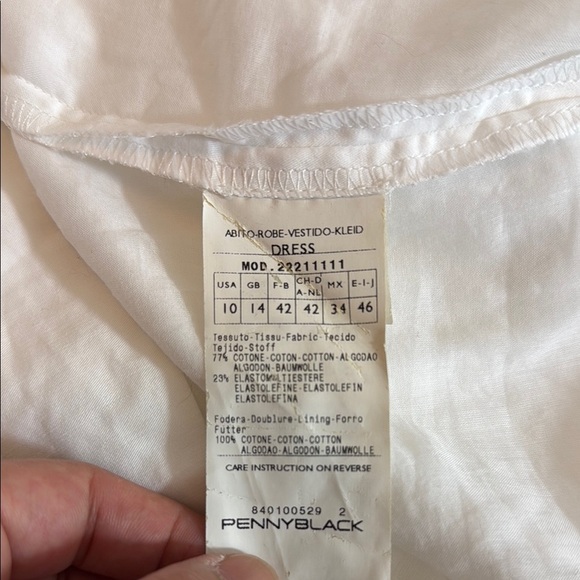 ABITO-ROBE-VESTIDO-KLEID
DRESS
MOD. 22211111
USA GB F-B CH-D A-NL MX E-I-J
10 14 42 42 34 46
Tessuto-Tissu-Fabric-Tecido
Tejido-Stoff
77% COTONE-COTON-COTTON-ALGODAO
ALGODON-BAUMWOLLE
23% ELASTOMULTIESTERE
ELASTOLEFINE-ELASTOLEFIN
ELASTOLEFINA
Fodera-Doublure-Lining-Forro
Futter
100% COTONE-COTON-COTTON
ALGODAO-ALGODON-BAUMWOLLE
CARE INSTRUCTION ON REVERSE
840100529 2
PENNYBLACK